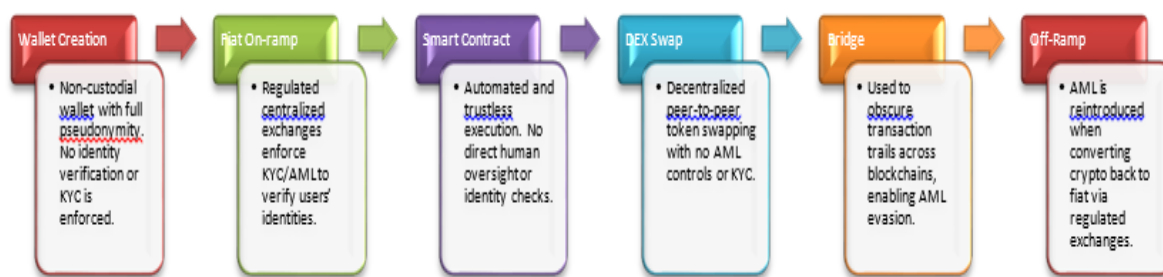 Wallet Creation
• Non-custodial
wallet with full
pseudonymity.
No identity
verification or
KYC is
enforced.
Fiat On-ramp
• Regulated
centralized
exchanges
enforce
KYC/AML to
verify users'
identities.
Smart Contract
• Automated and
trustless
execution. No
direct human
oversight or
identity checks.
DEX Swap
• Decentralized
peer-to-peer
token swapping
with no AML
controls or KYC.
Bridge
• Used to
obscure
transaction
trails across
blockchains,
enabling AML
evasion.
Off-Ramp
• AML is
reintroduced
when
converting
crypto back to
fiat via
regulated
exchanges.